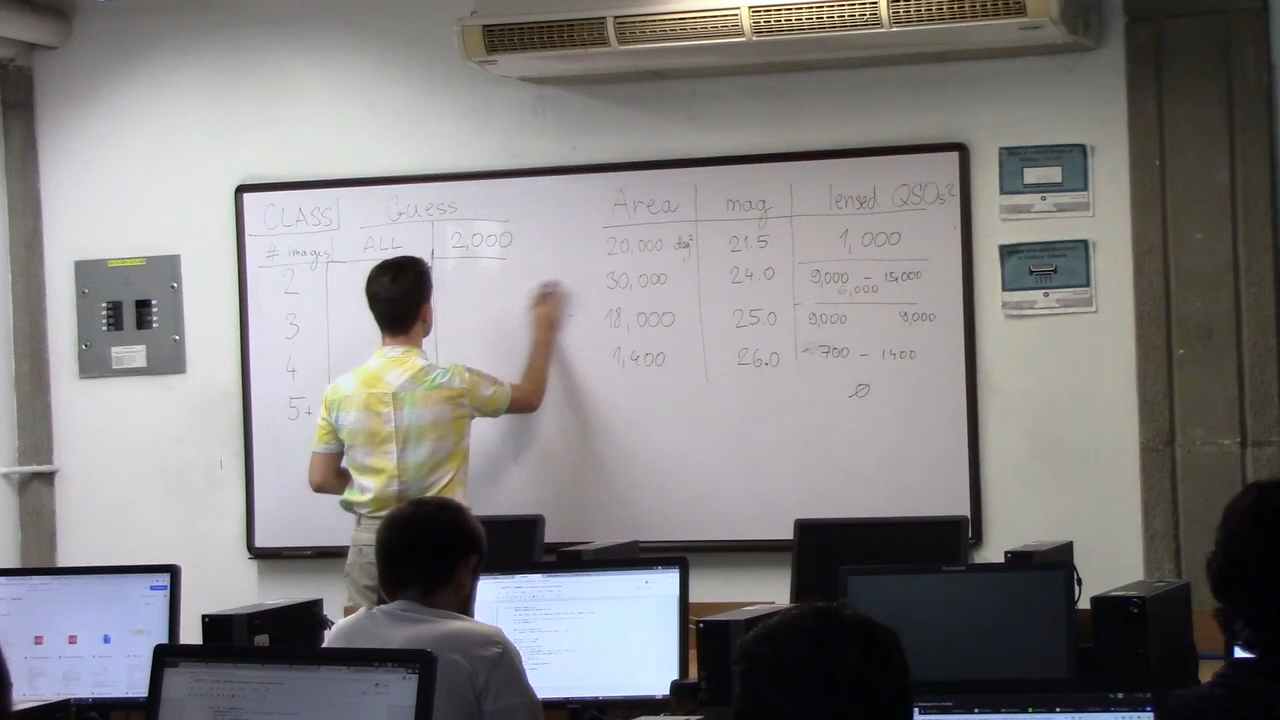 CLASS Guess
# images ALL 2,000
2
3
4
5+
Area mag lensed QSOs?
20,000 deg² 21.5 1,000
30,000 24.0 9,000 - 15,000
6,000
18,000 25.0 9,000 9,000
1,400 26.0 ~ 700 - 1400
∅